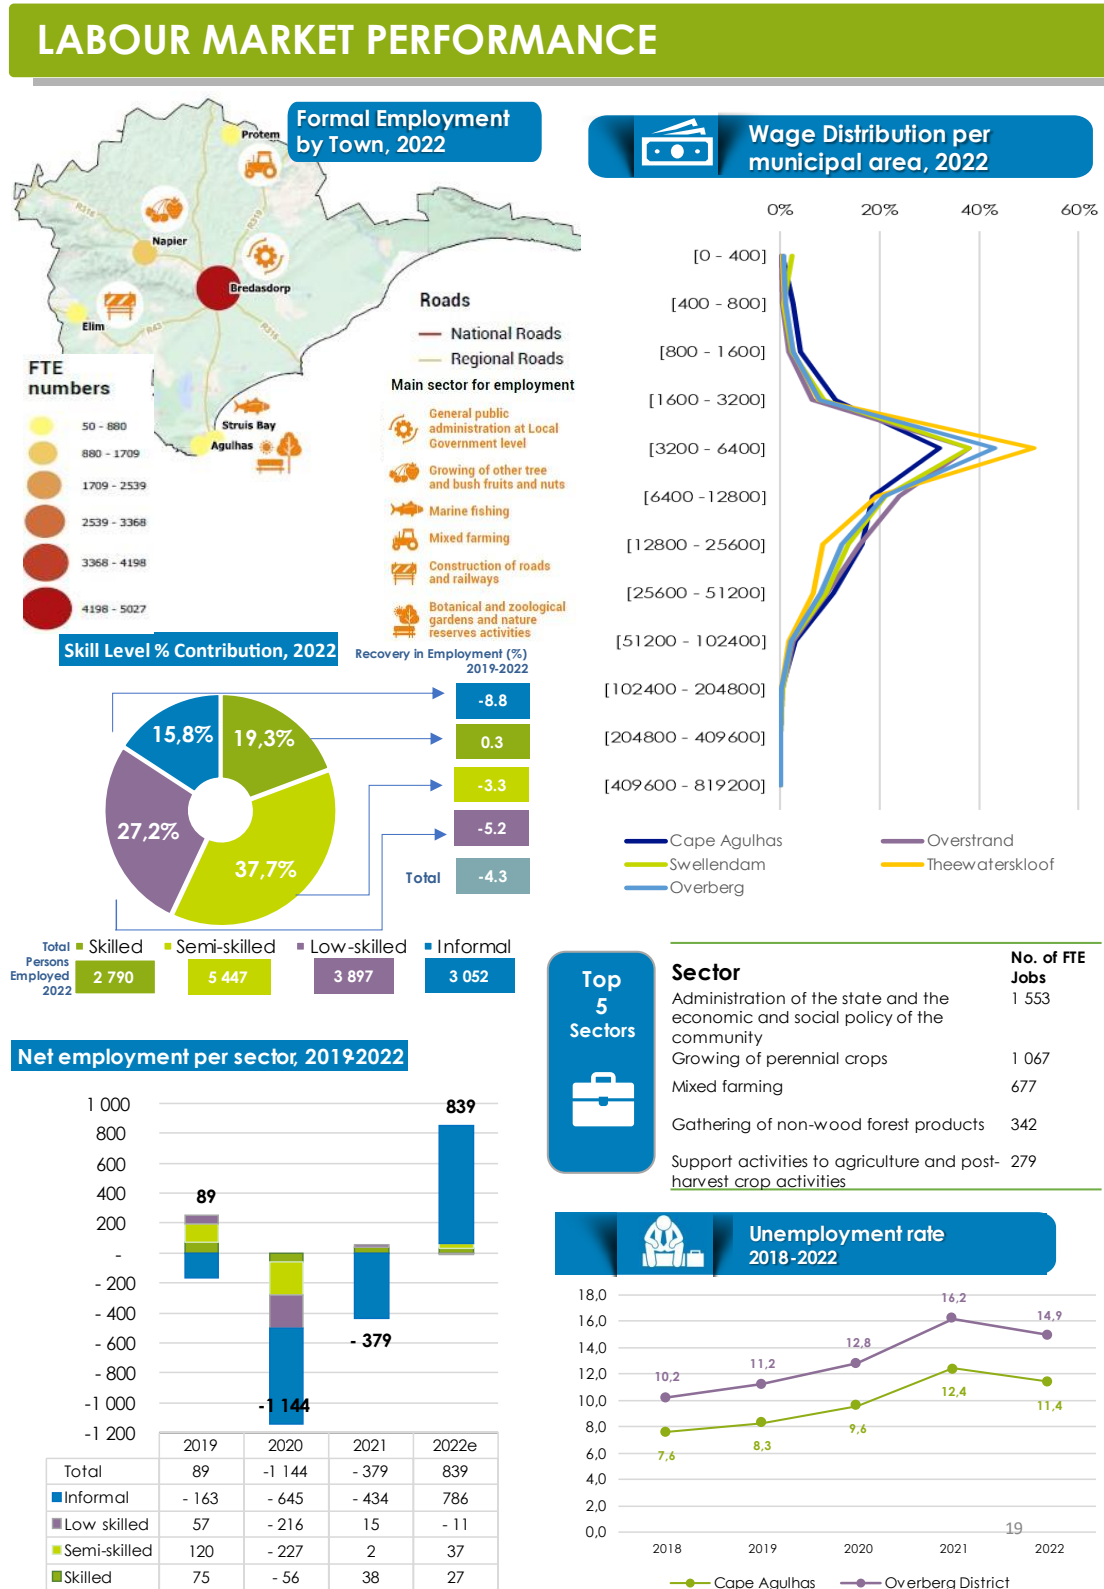 LABOUR MARKET PERFORMANCE
Formal Employment
by Town, 2022
Protem
R316
R319
Napier
Bredasdorp
Elim
R43
R316
Struis Bay
Agulhas
Roads
National Roads
Regional Roads
FTE
numbers
50 - 880
880 - 1709
1709 - 2539
2539 - 3368
3368 - 4198
4198 - 5027
Main sector for employment
General public
administration at Local
Government level
Growing of other tree
and bush fruits and nuts
Marine fishing
Mixed farming
Construction of roads
and railways
Botanical and zoological
gardens and nature
reserves activities
Wage Distribution per
municipal area, 2022
0% 20% 40% 60%
[0 - 400]
[400 - 800]
[800 - 1600]
[1600 - 3200]
[3200 - 6400]
[6400 -12800]
[12800 - 25600]
[25600 - 51200]
[51200 - 102400]
[102400 - 204800]
[204800 - 409600]
[409600 - 819200]
Cape Agulhas Overstrand
Swellendam Theewaterskloof
Overberg
Skill Level % Contribution, 2022
Recovery in Employment (%)
2019-2022
15,8% 19,3%
27,2%
37,7%
-8.8
0.3
-3.3
-5.2
Total -4.3
Skilled Semi-skilled Low-skilled Informal
Total
Persons
Employed
2022
2 790 5 447 3 897 3 052
Top
5
Sectors
Sector No. of FTE
Jobs
Administration of the state and the 1 553
economic and social policy of the
community
Growing of perennial crops 1 067
Mixed farming 677
Gathering of non-wood forest products 342
Support activities to agriculture and post- 279
harvest crop activities
Net employment per sector, 2019-2022
1 000
800
600
400
200
-
- 200
- 400
- 600
- 800
-1 000
-1 200
89
-1 144
- 379
839
2019 2020 2021 2022e
Total 89 -1 144 - 379 839
Informal - 163 - 645 - 434 786
Low skilled 57 - 216 15 - 11
Semi-skilled 120 - 227 2 37
Skilled 75 - 56 38 27
Unemployment rate
2018-2022
18,0
16,0
14,0
12,0
10,0
8,0
6,0
4,0
2,0
0,0
10,2 11,2 12,8 16,2 14,9
7,6 8,3 9,6 12,4 11,4
19
2018 2019 2020 2021 2022
Cape Agulhas Overberg District